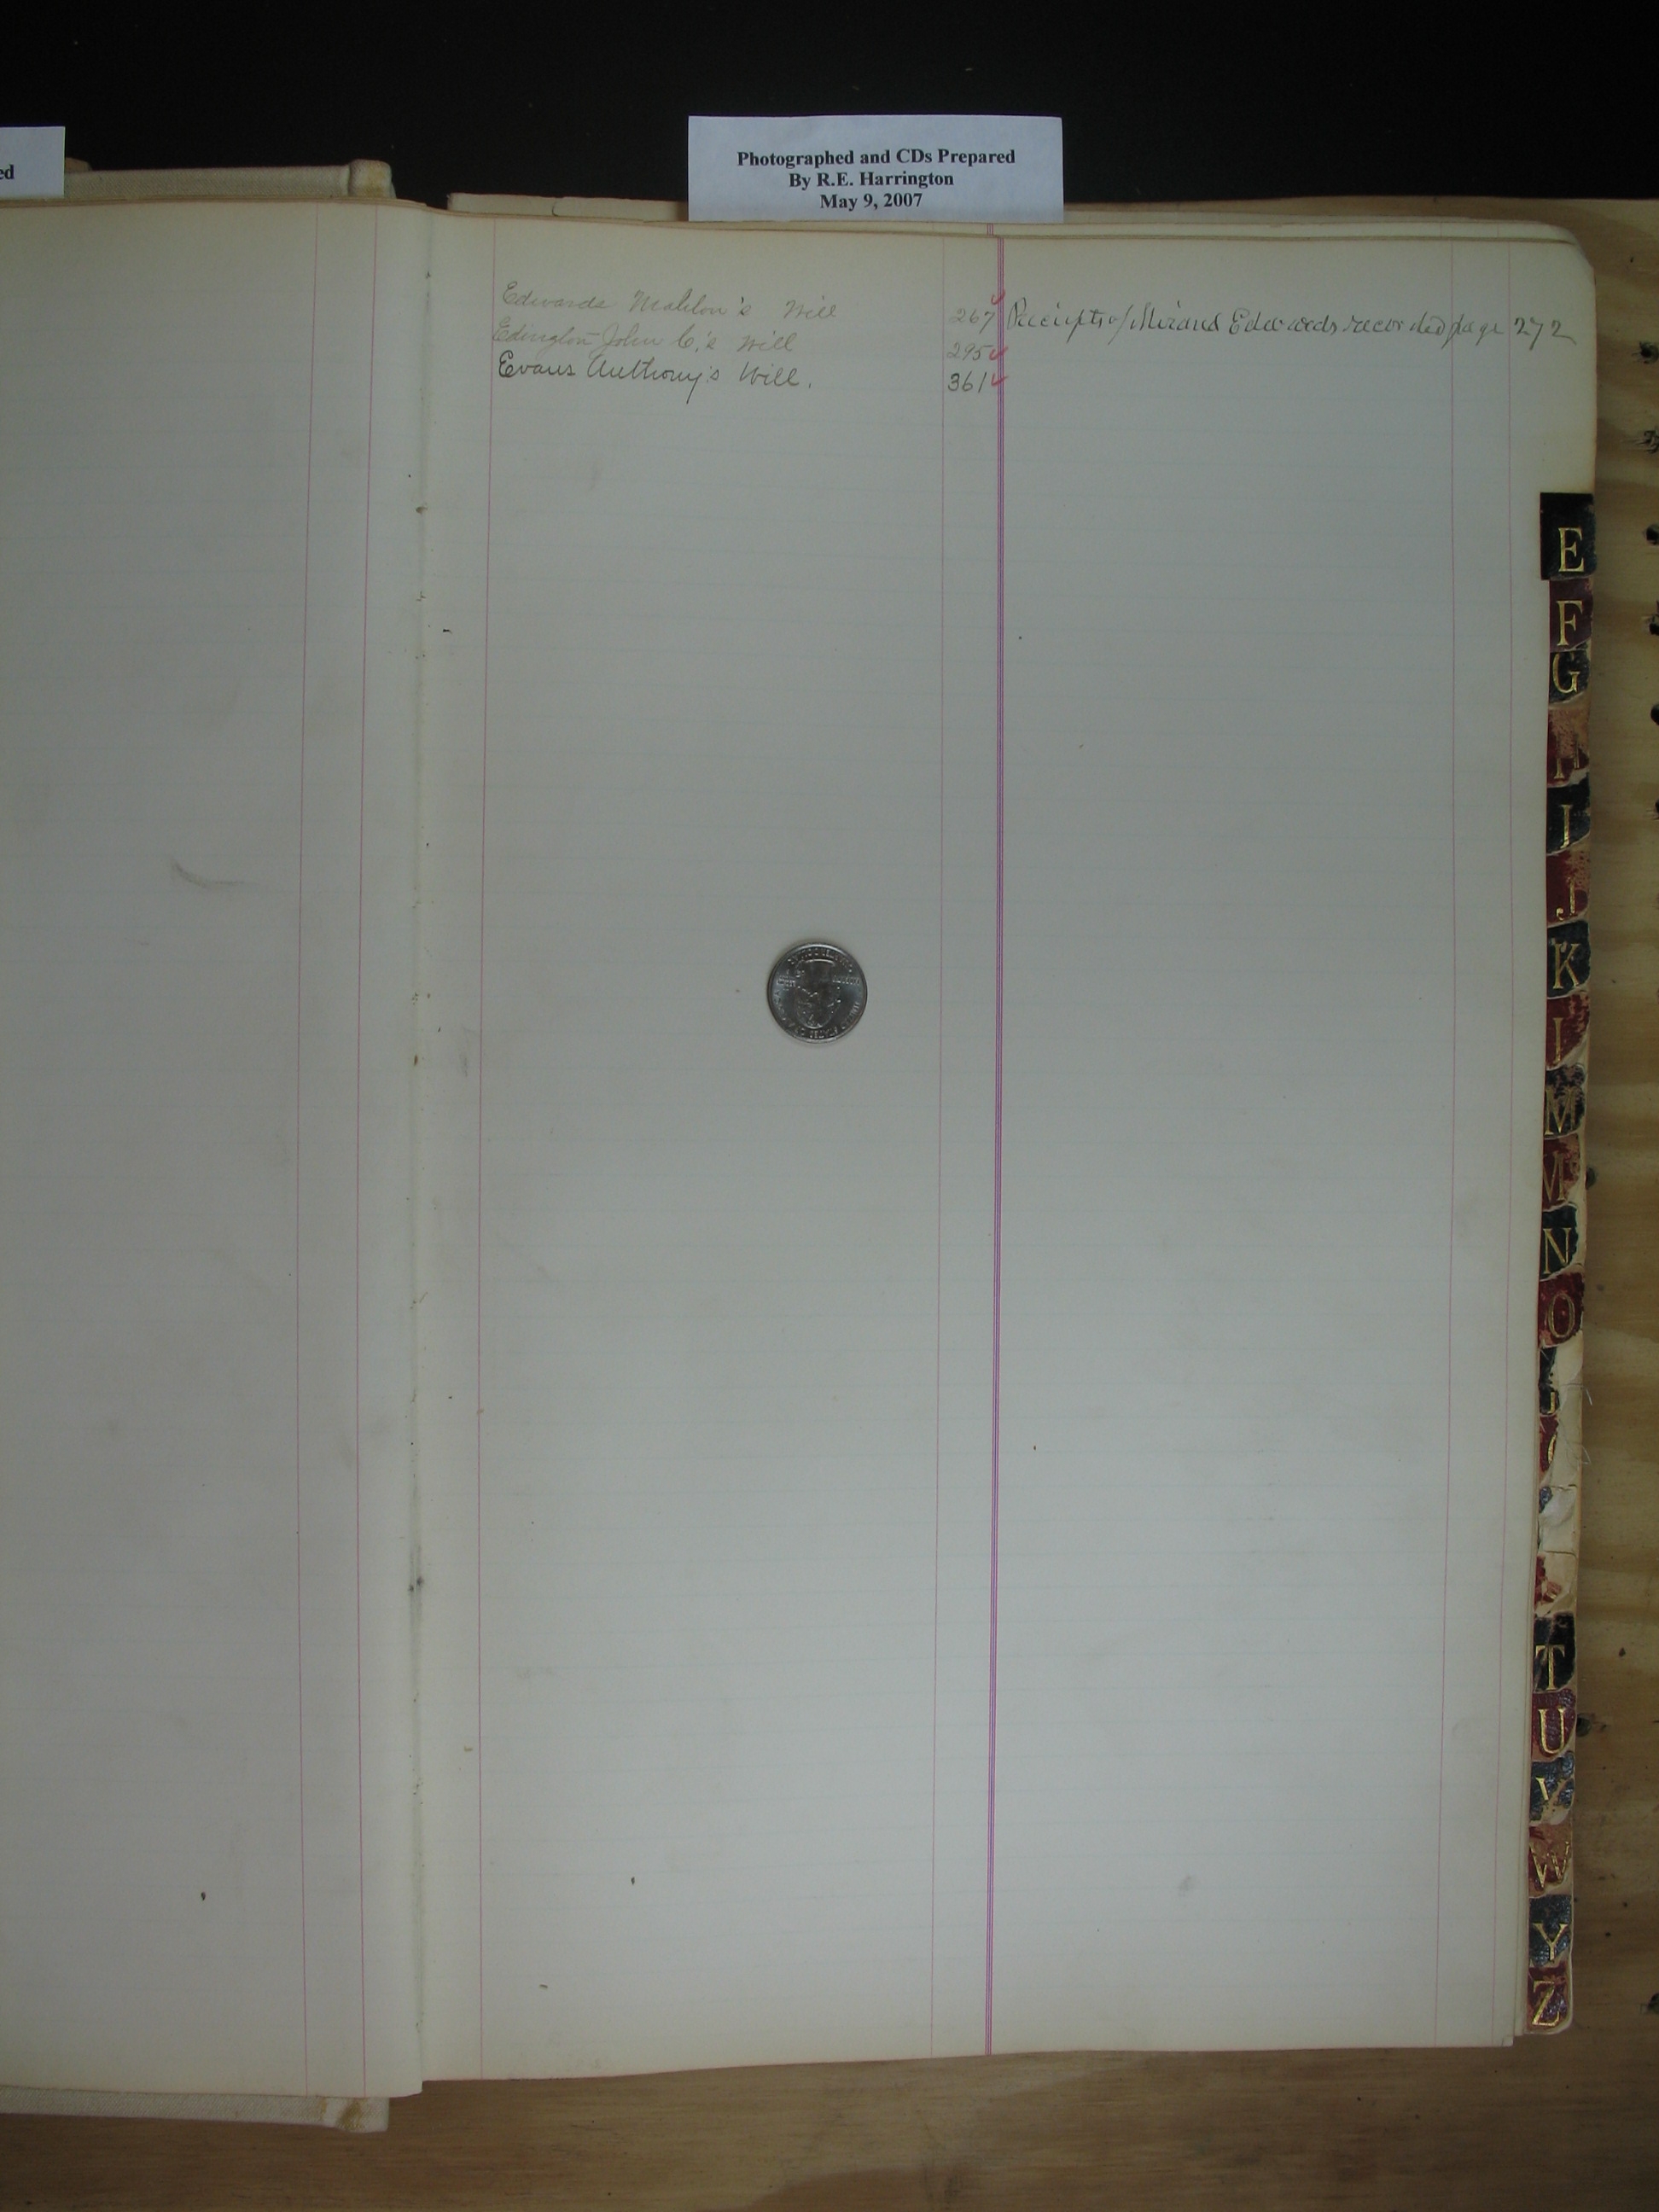 ed
Photographed and CDs Prepared
By R.E. Harrington
May 9, 2007
Edwards Mahlon's Will 267 Receipts of Edwards recorded page 272
Edington John C.'s Will 295
Evans Anthony's Will. 361
E
F
G
I
J
K
M
M
N
O
T
U
V
W
Y
Z